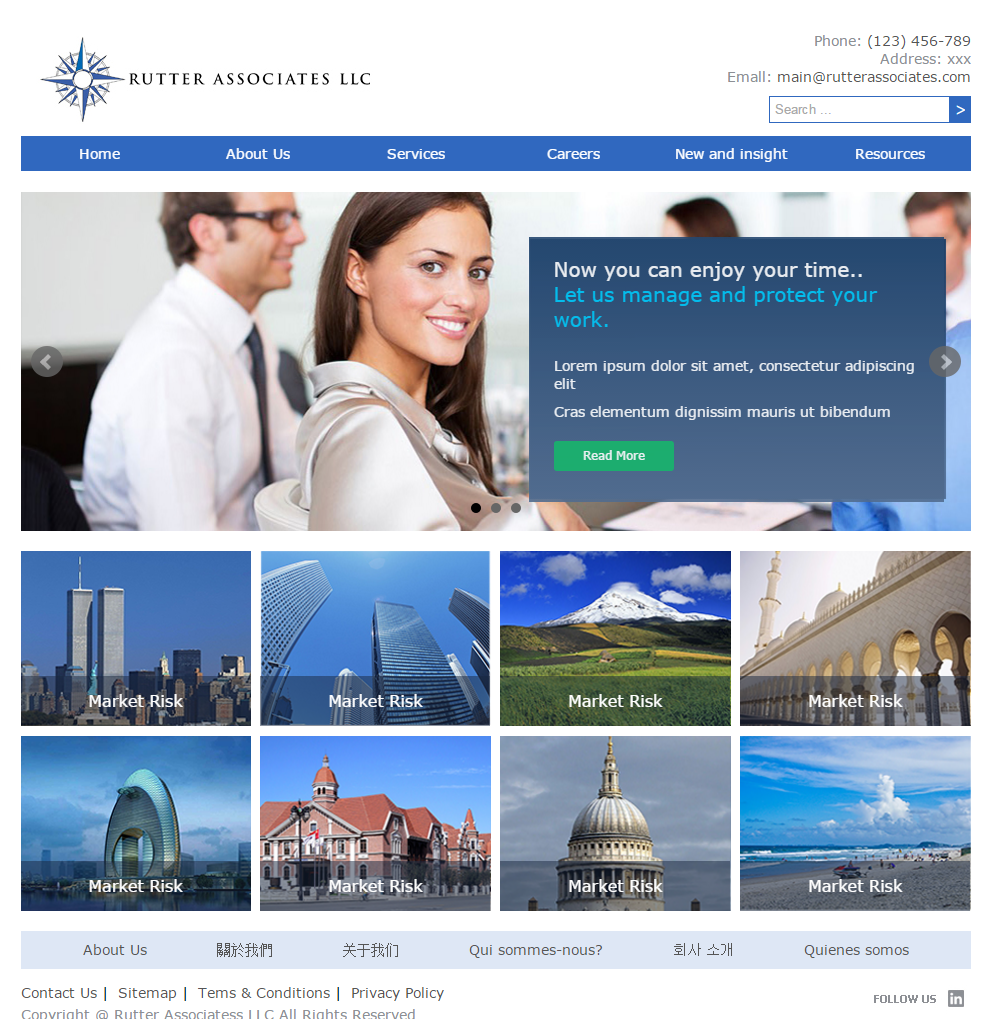 RUTTER ASSOCIATES LLC
Phone: (123) 456-789
Address: xxx
Email: main@rutterassociates.com
Search ... >
Home About Us Services Careers New and insight Resources
Now you can enjoy your time..
Let us manage and protect your
work.
Lorem ipsum dolor sit amet, consectetur adipiscing
elit
Cras elementum dignissim mauris ut bibendum
Read More
Market Risk Market Risk Market Risk Market Risk
Market Risk Market Risk Market Risk Market Risk
About Us 關於我們 关于我们 Qui sommes-nous? 회사 소개 Quienes somos
Contact Us | Sitemap | Tems & Conditions | Privacy Policy
FOLLOW US in
Copyright @ Rutter Associatess LLC All Rights Reserved